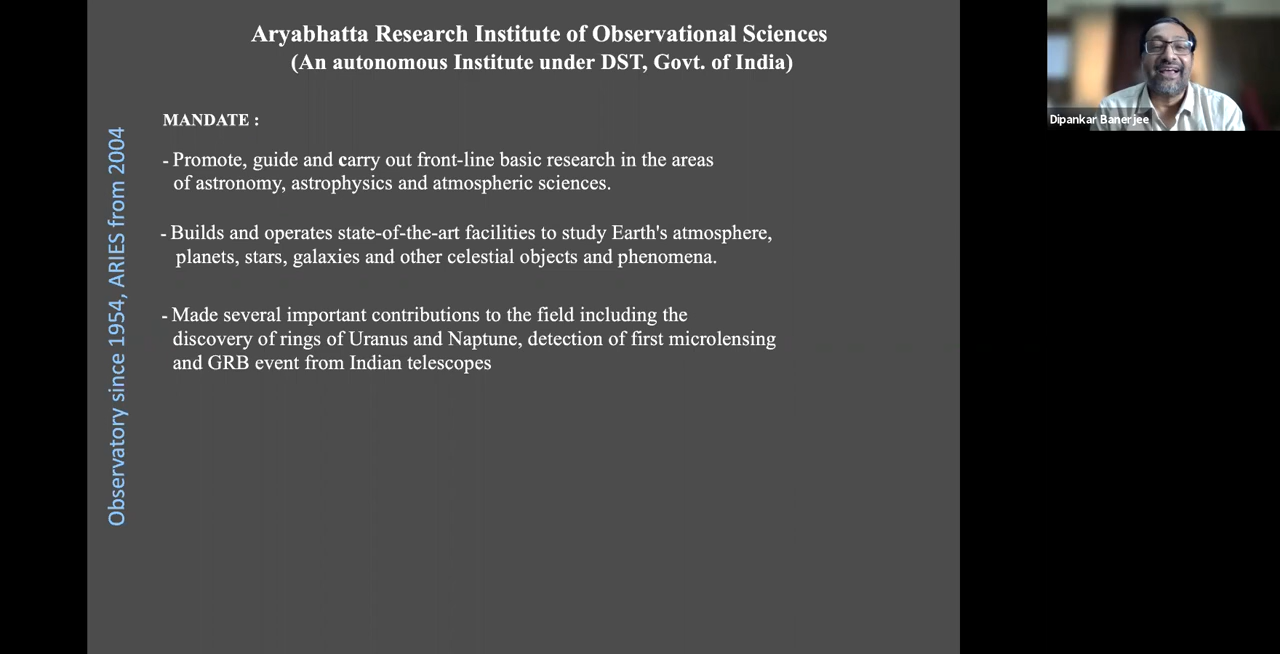 Aryabhatta Research Institute of Observational Sciences
(An autonomous Institute under DST, Govt. of India)
Observatory since 1954, ARIES from 2004
MANDATE :
- Promote, guide and carry out front-line basic research in the areas
of astronomy, astrophysics and atmospheric sciences.
- Builds and operates state-of-the-art facilities to study Earth's atmosphere,
planets, stars, galaxies and other celestial objects and phenomena.
- Made several important contributions to the field including the
discovery of rings of Uranus and Naptune, detection of first microlensing
and GRB event from Indian telescopes
Dipankar Banerjee